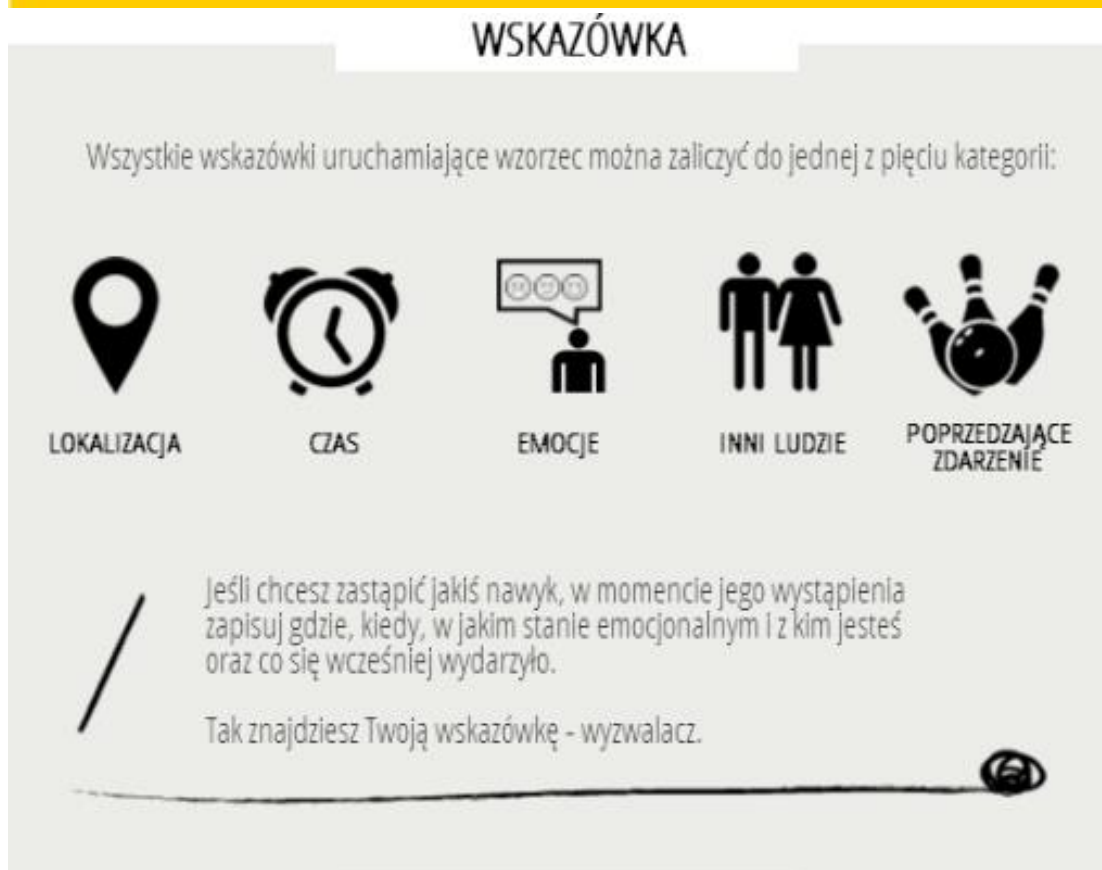 WSKAZÓWKA
Wszystkie wskazówki uruchamiające wzorzec można zaliczyć do jednej z pięciu kategorii:
LOKALIZACJA
CZAS
EMOCJE
INNI LUDZIE
POPRZEDZAJĄCE
ZDARZENIE
Jeśli chcesz zastąpić jakiś nawyk, w momencie jego wystąpienia
zapisuj gdzie, kiedy, w jakim stanie emocjonalnym i z kim jesteś
oraz co się wcześniej wydarzyło.
Tak znajdziesz Twoją wskazówkę - wyzwalacz.